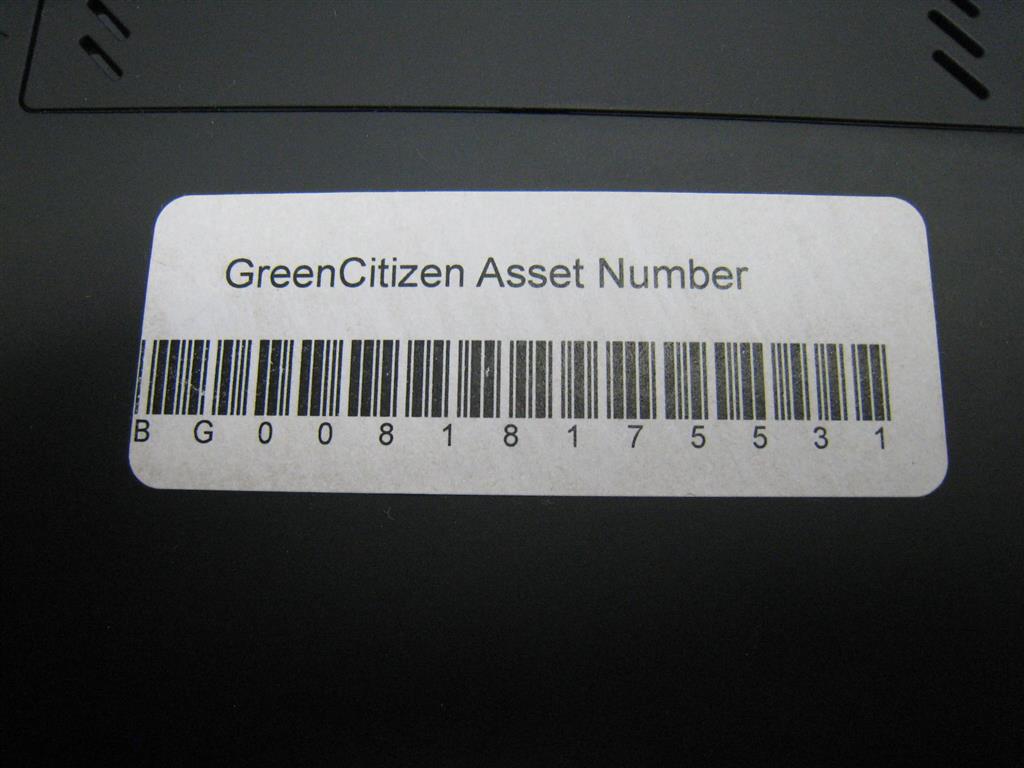 GreenCitizen Asset Number
B G 0 0 8 1 8 1 7 5 5 3 1